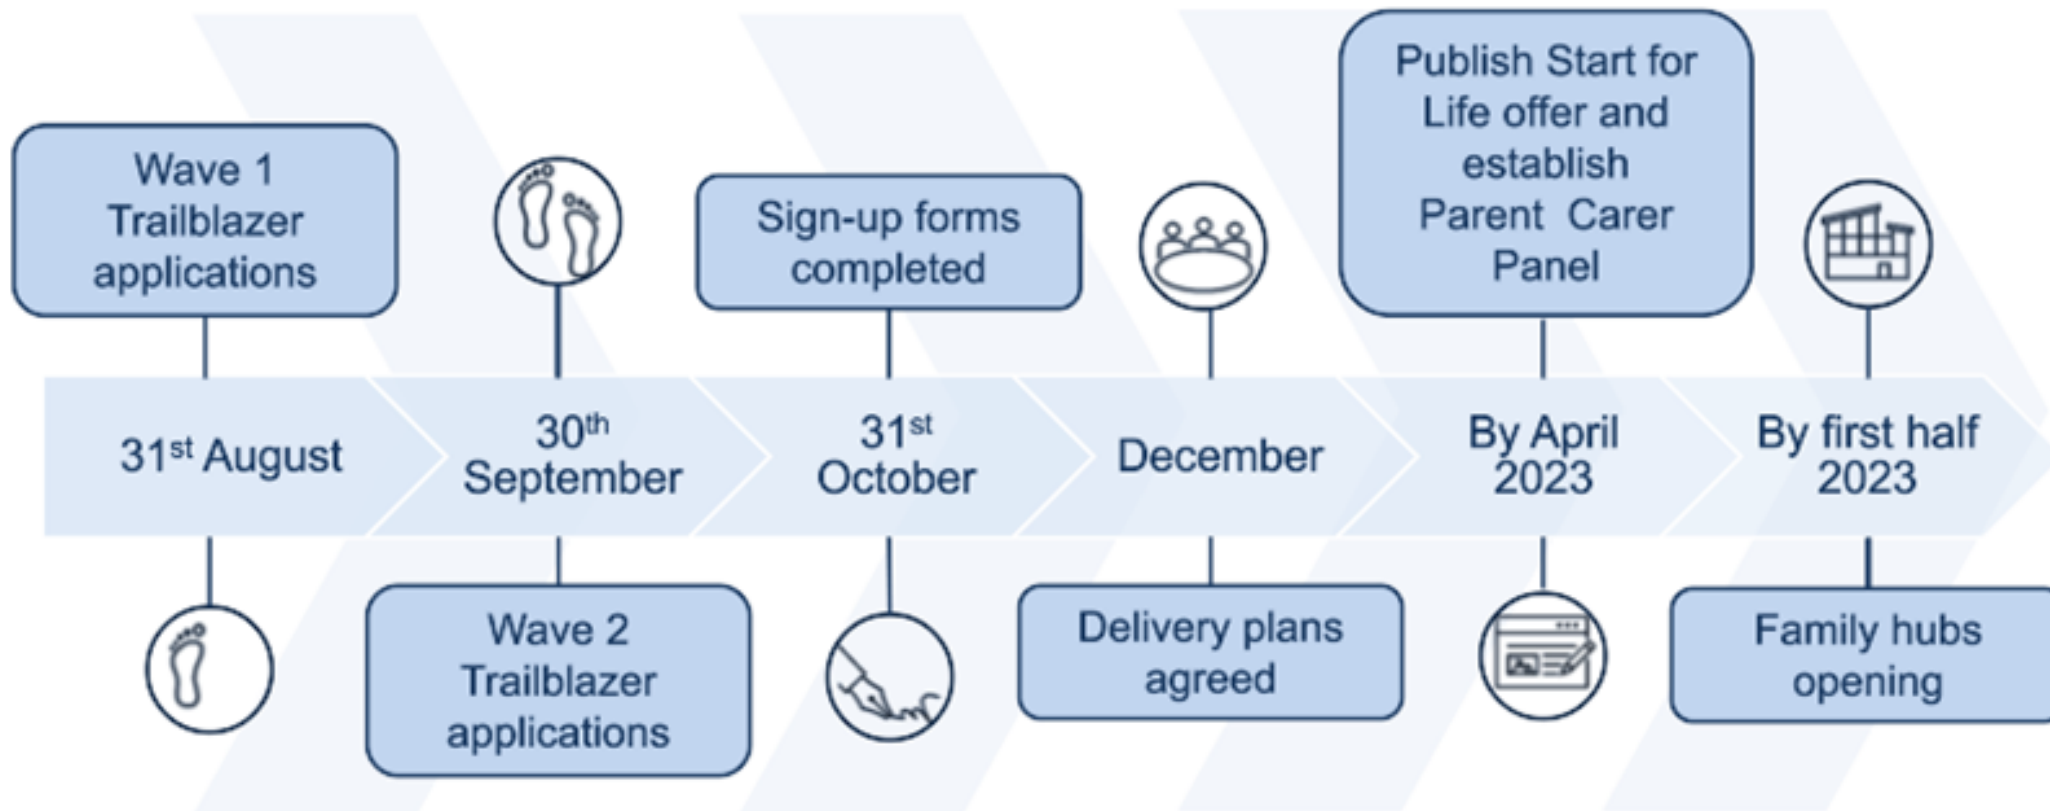 Wave 1
Trailblazer
applications
31st August
30th
September
Wave 2
Trailblazer
applications
Sign-up forms
completed
31st
October
December
Delivery plans
agreed
Publish Start for
Life offer and
establish
Parent Carer
Panel
By April
2023
By first half
2023
Family hubs
opening